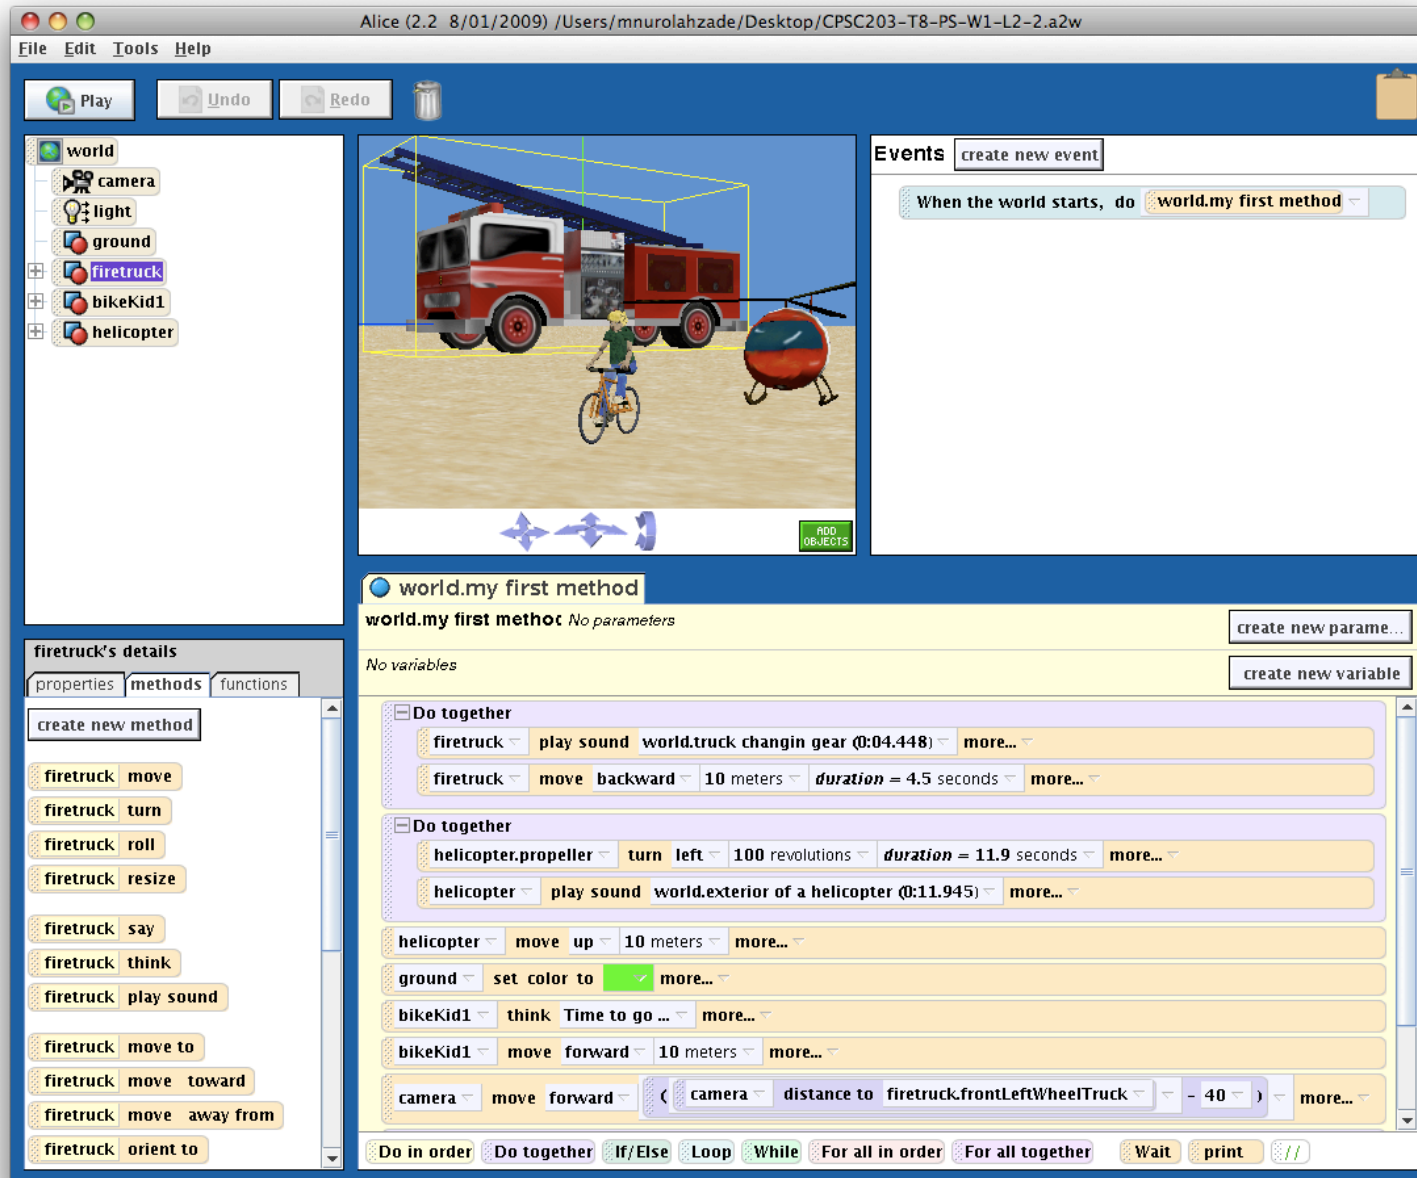 Alice (2.2  8/01/2009) /Users/mnurolahzade/Desktop/CPSC203-T8-PS-W1-L2-2.a2w
File Edit Tools Help
Play Undo Redo
world
camera
light
ground
firetruck
bikeKid1
helicopter
ADD
OBJECTS
Events create new event
When the world starts, do world.my first method
firetruck's details
properties methods functions
create new method
firetruck move
firetruck turn
firetruck roll
firetruck resize
firetruck say
firetruck think
firetruck play sound
firetruck move to
firetruck move toward
firetruck move away from
firetruck orient to
world.my first method
world.my first method No parameters create new parame...
No variables create new variable
Do together
firetruck play sound world.truck changin gear (0:04.448) more...
firetruck move backward 10 meters duration = 4.5 seconds more...
Do together
helicopter.propeller turn left 100 revolutions duration = 11.9 seconds more...
helicopter play sound world.exterior of a helicopter (0:11.945) more...
helicopter move up 10 meters more...
ground set color to more...
bikeKid1 think Time to go ... more...
bikeKid1 move forward 10 meters more...
camera move forward ( camera distance to firetruck.frontLeftWheelTruck - 40 ) more...
Do in order Do together If/Else Loop While For all in order For all together Wait print //